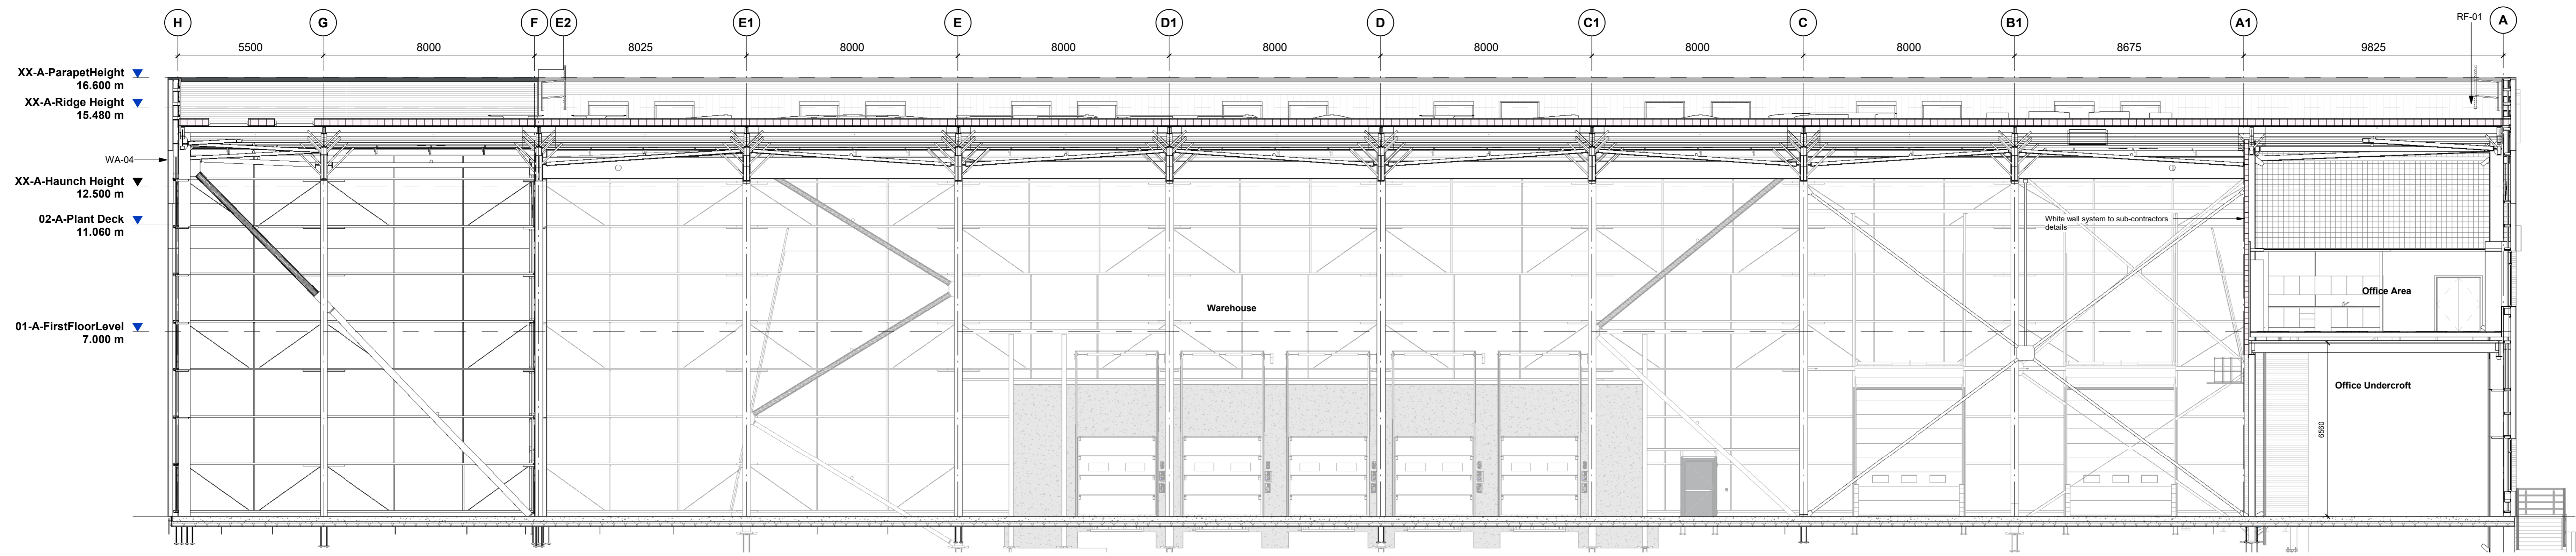 H G F E2 E1 E D1 D C1 C B1 A1 A
RF-01
5500 8000 8025 8000 8000 8000 8000 8000 8000 8675 9825
XX-A-ParapetHeight
16.600 m
XX-A-Ridge Height
15.480 m
WA-04
XX-A-Haunch Height
12.500 m
02-A-Plant Deck
11.060 m
White wall system to sub-contractors
details
Office Area
Warehouse
01-A-FirstFloorLevel
7.000 m
Office Undercroft
6560